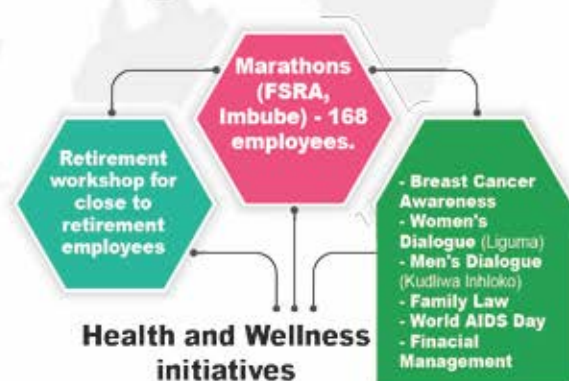 Marathons
(FSRA,
Imbube) - 168
employees.
Retirement
workshop for
close to
retirement
employees
- Breast Cancer
Awareness
- Women's
Dialogue (Liguma)
- Men's Dialogue
(Kudliwa Inhloko)
- Family Law
- World AIDS Day
- Finacial
Management
Health and Wellness
initiatives